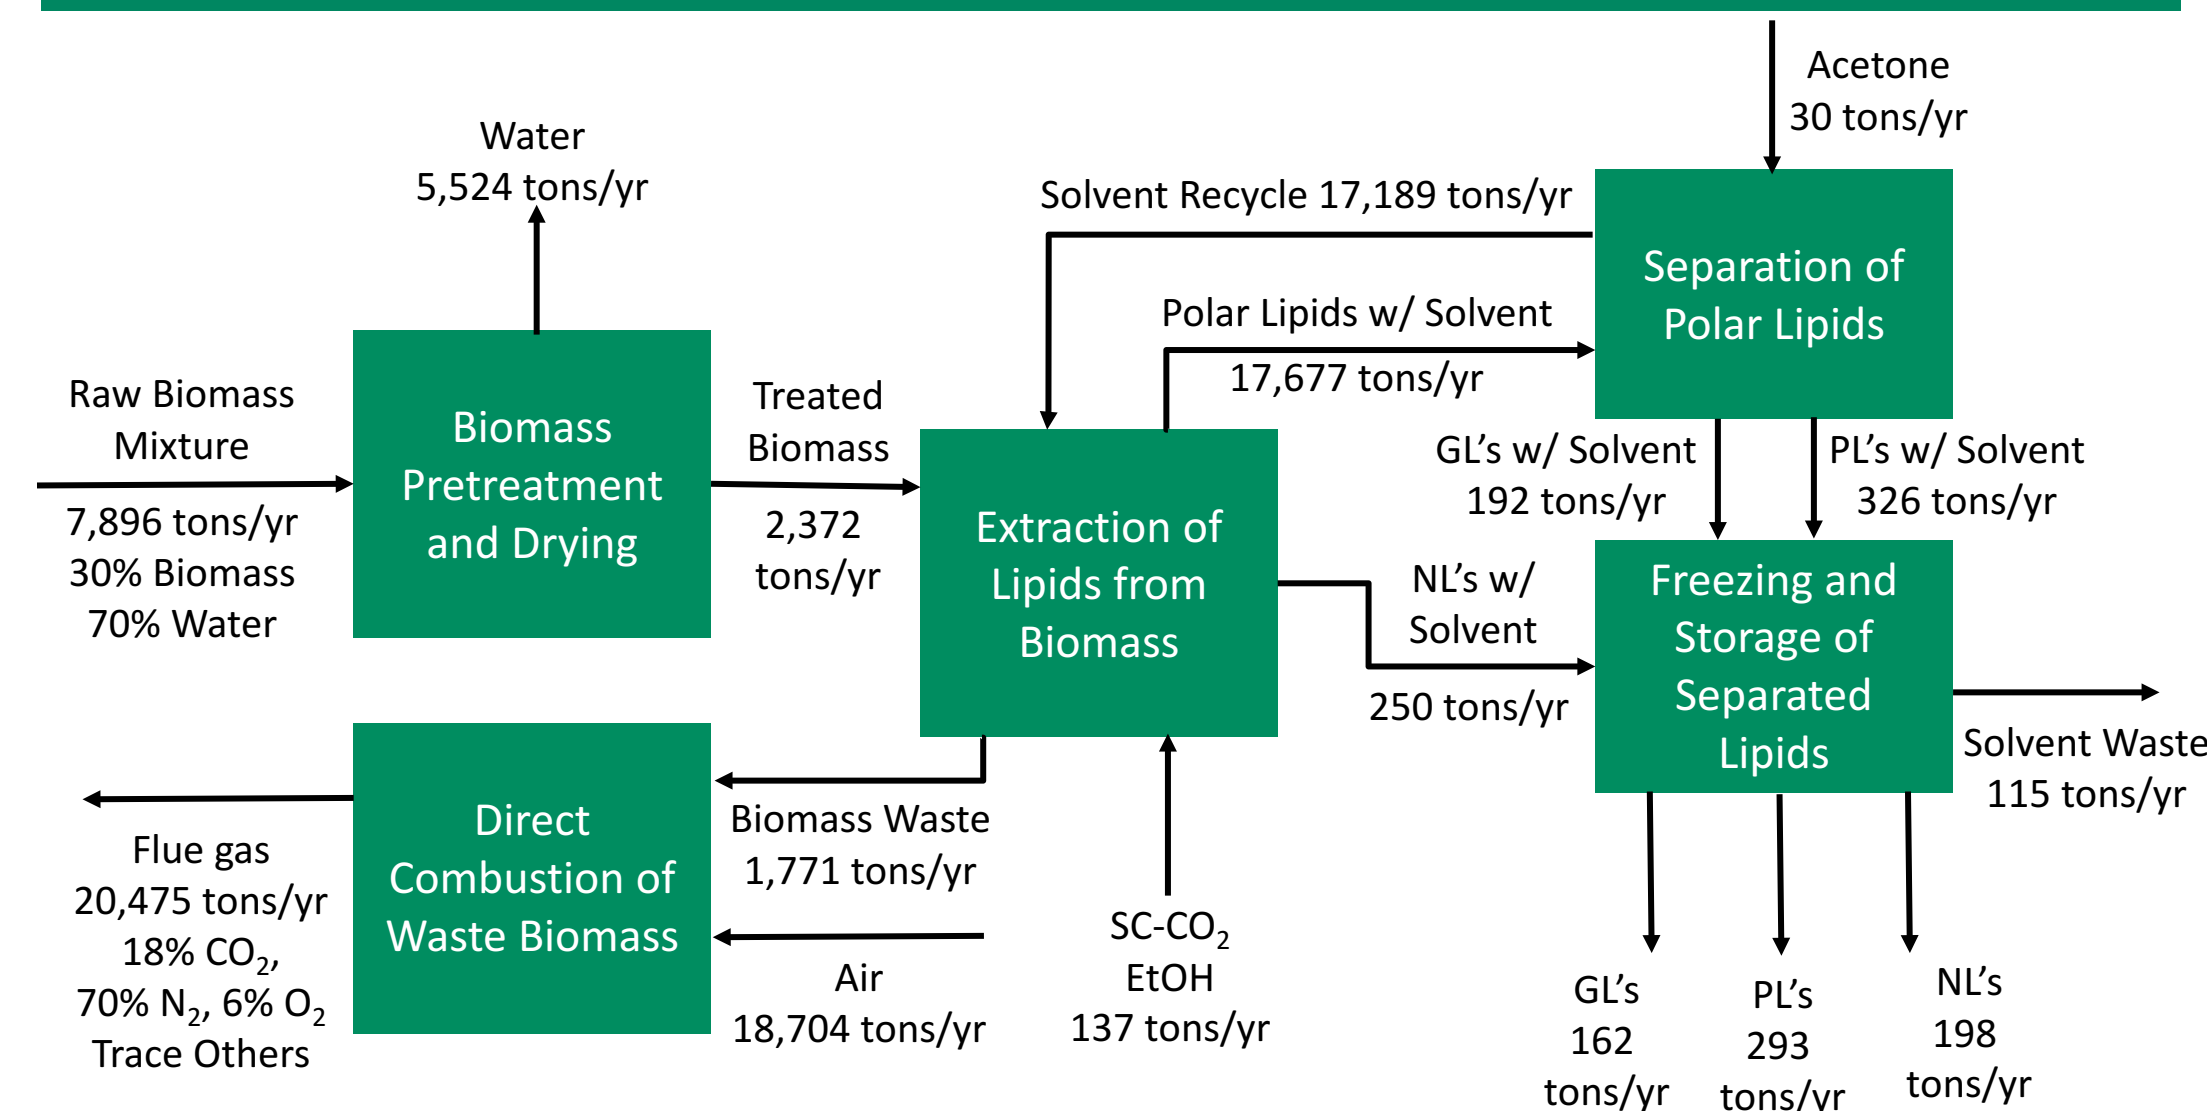 Acetone
30 tons/yr
Water
5,524 tons/yr
Solvent Recycle 17,189 tons/yr
Separation of
Polar Lipids
Polar Lipids w/ Solvent
17,677 tons/yr
Raw Biomass
Mixture
7,896 tons/yr
30% Biomass
70% Water
Biomass
Pretreatment
and Drying
Treated
Biomass
2,372
tons/yr
Extraction of
Lipids from
Biomass
GL's w/ Solvent
192 tons/yr
PL's w/ Solvent
326 tons/yr
NL's w/
Solvent
250 tons/yr
Freezing and
Storage of
Separated
Lipids
Solvent Waste
115 tons/yr
Flue gas
20,475 tons/yr
18% CO₂,
70% N₂, 6% O₂
Trace Others
Direct
Combustion of
Waste Biomass
Biomass Waste
1,771 tons/yr
Air
18,704 tons/yr
SC-CO₂
EtOH
137 tons/yr
GL's
162
tons/yr
PL's
293
tons/yr
NL's
198
tons/yr